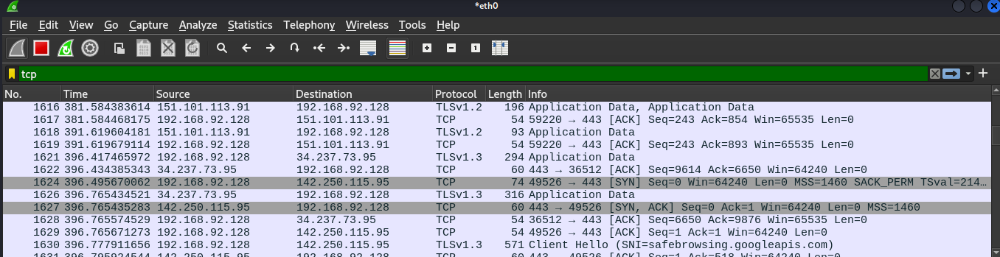 *eth0
File Edit View Go Capture Analyze Statistics Telephony Wireless Tools Help
tcp
No. Time Source Destination Protocol Length Info
1616 381.584383614 151.101.113.91 192.168.92.128 TLSv1.2 196 Application Data, Application Data
1617 381.584468175 192.168.92.128 151.101.113.91 TCP 54 59220 → 443 [ACK] Seq=243 Ack=854 Win=65535 Len=0
1618 391.619604181 151.101.113.91 192.168.92.128 TLSv1.2 93 Application Data
1619 391.619679114 192.168.92.128 151.101.113.91 TCP 54 59220 → 443 [ACK] Seq=243 Ack=893 Win=65535 Len=0
1621 396.417465972 192.168.92.128 34.237.73.95 TLSv1.3 294 Application Data
1622 396.434385343 34.237.73.95 192.168.92.128 TCP 60 443 → 36512 [ACK] Seq=9614 Ack=6650 Win=64240 Len=0
1624 396.495670062 192.168.92.128 142.250.115.95 TCP 74 49526 → 443 [SYN] Seq=0 Win=64240 Len=0 MSS=1460 SACK_PERM TSval=214…
1626 396.765434521 34.237.73.95 192.168.92.128 TLSv1.3 316 Application Data
1627 396.765435283 142.250.115.95 192.168.92.128 TCP 60 443 → 49526 [SYN, ACK] Seq=0 Ack=1 Win=64240 Len=0 MSS=1460
1628 396.765574529 192.168.92.128 34.237.73.95 TCP 54 36512 → 443 [ACK] Seq=6650 Ack=9876 Win=65535 Len=0
1629 396.765671273 192.168.92.128 142.250.115.95 TCP 54 49526 → 443 [ACK] Seq=1 Ack=1 Win=64240 Len=0
1630 396.777911656 192.168.92.128 142.250.115.95 TLSv1.3 571 Client Hello (SNI=safebrowsing.googleapis.com)
1631 396.795924544 142.250.115.95 192.168.92.128 TCP 60 443 → 49526 [ACK] Seq=1 Ack=518 Win=64240 Len=0